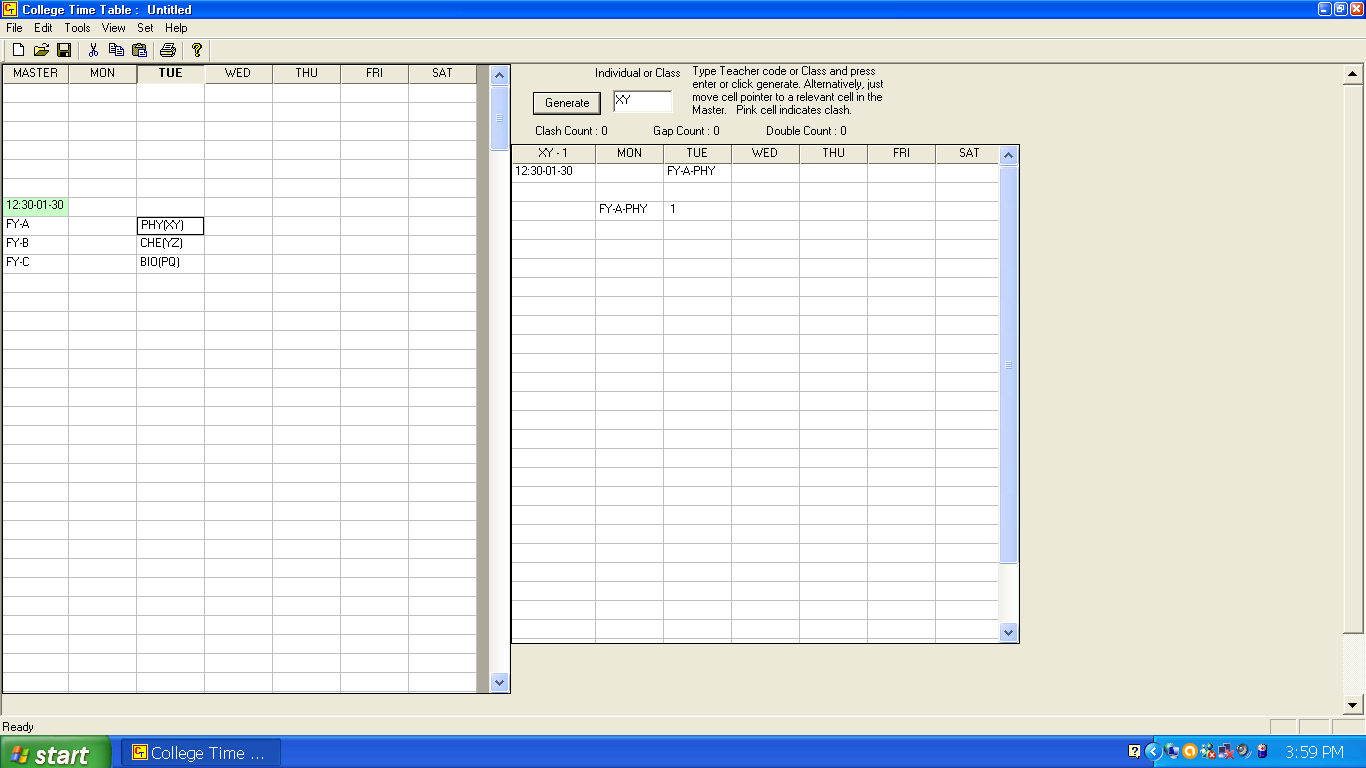 College Time Table : Untitled
File Edit Tools View Set Help
MASTER MON TUE WED THU FRI SAT
12:30-01-30
FY-A PHY(XY)
FY-B CHE(YZ)
FY-C BIO(PQ)
Individual or Class
Generate XY
Type Teacher code or Class and press
enter or click generate. Alternatively, just
move cell pointer to a relevant cell in the
Master. Pink cell indicates clash.
Clash Count : 0 Gap Count : 0 Double Count : 0
XY - 1 MON TUE WED THU FRI SAT
12:30-01-30 FY-A-PHY
FY-A-PHY 1
Ready
start College Time ... 3:59 PM